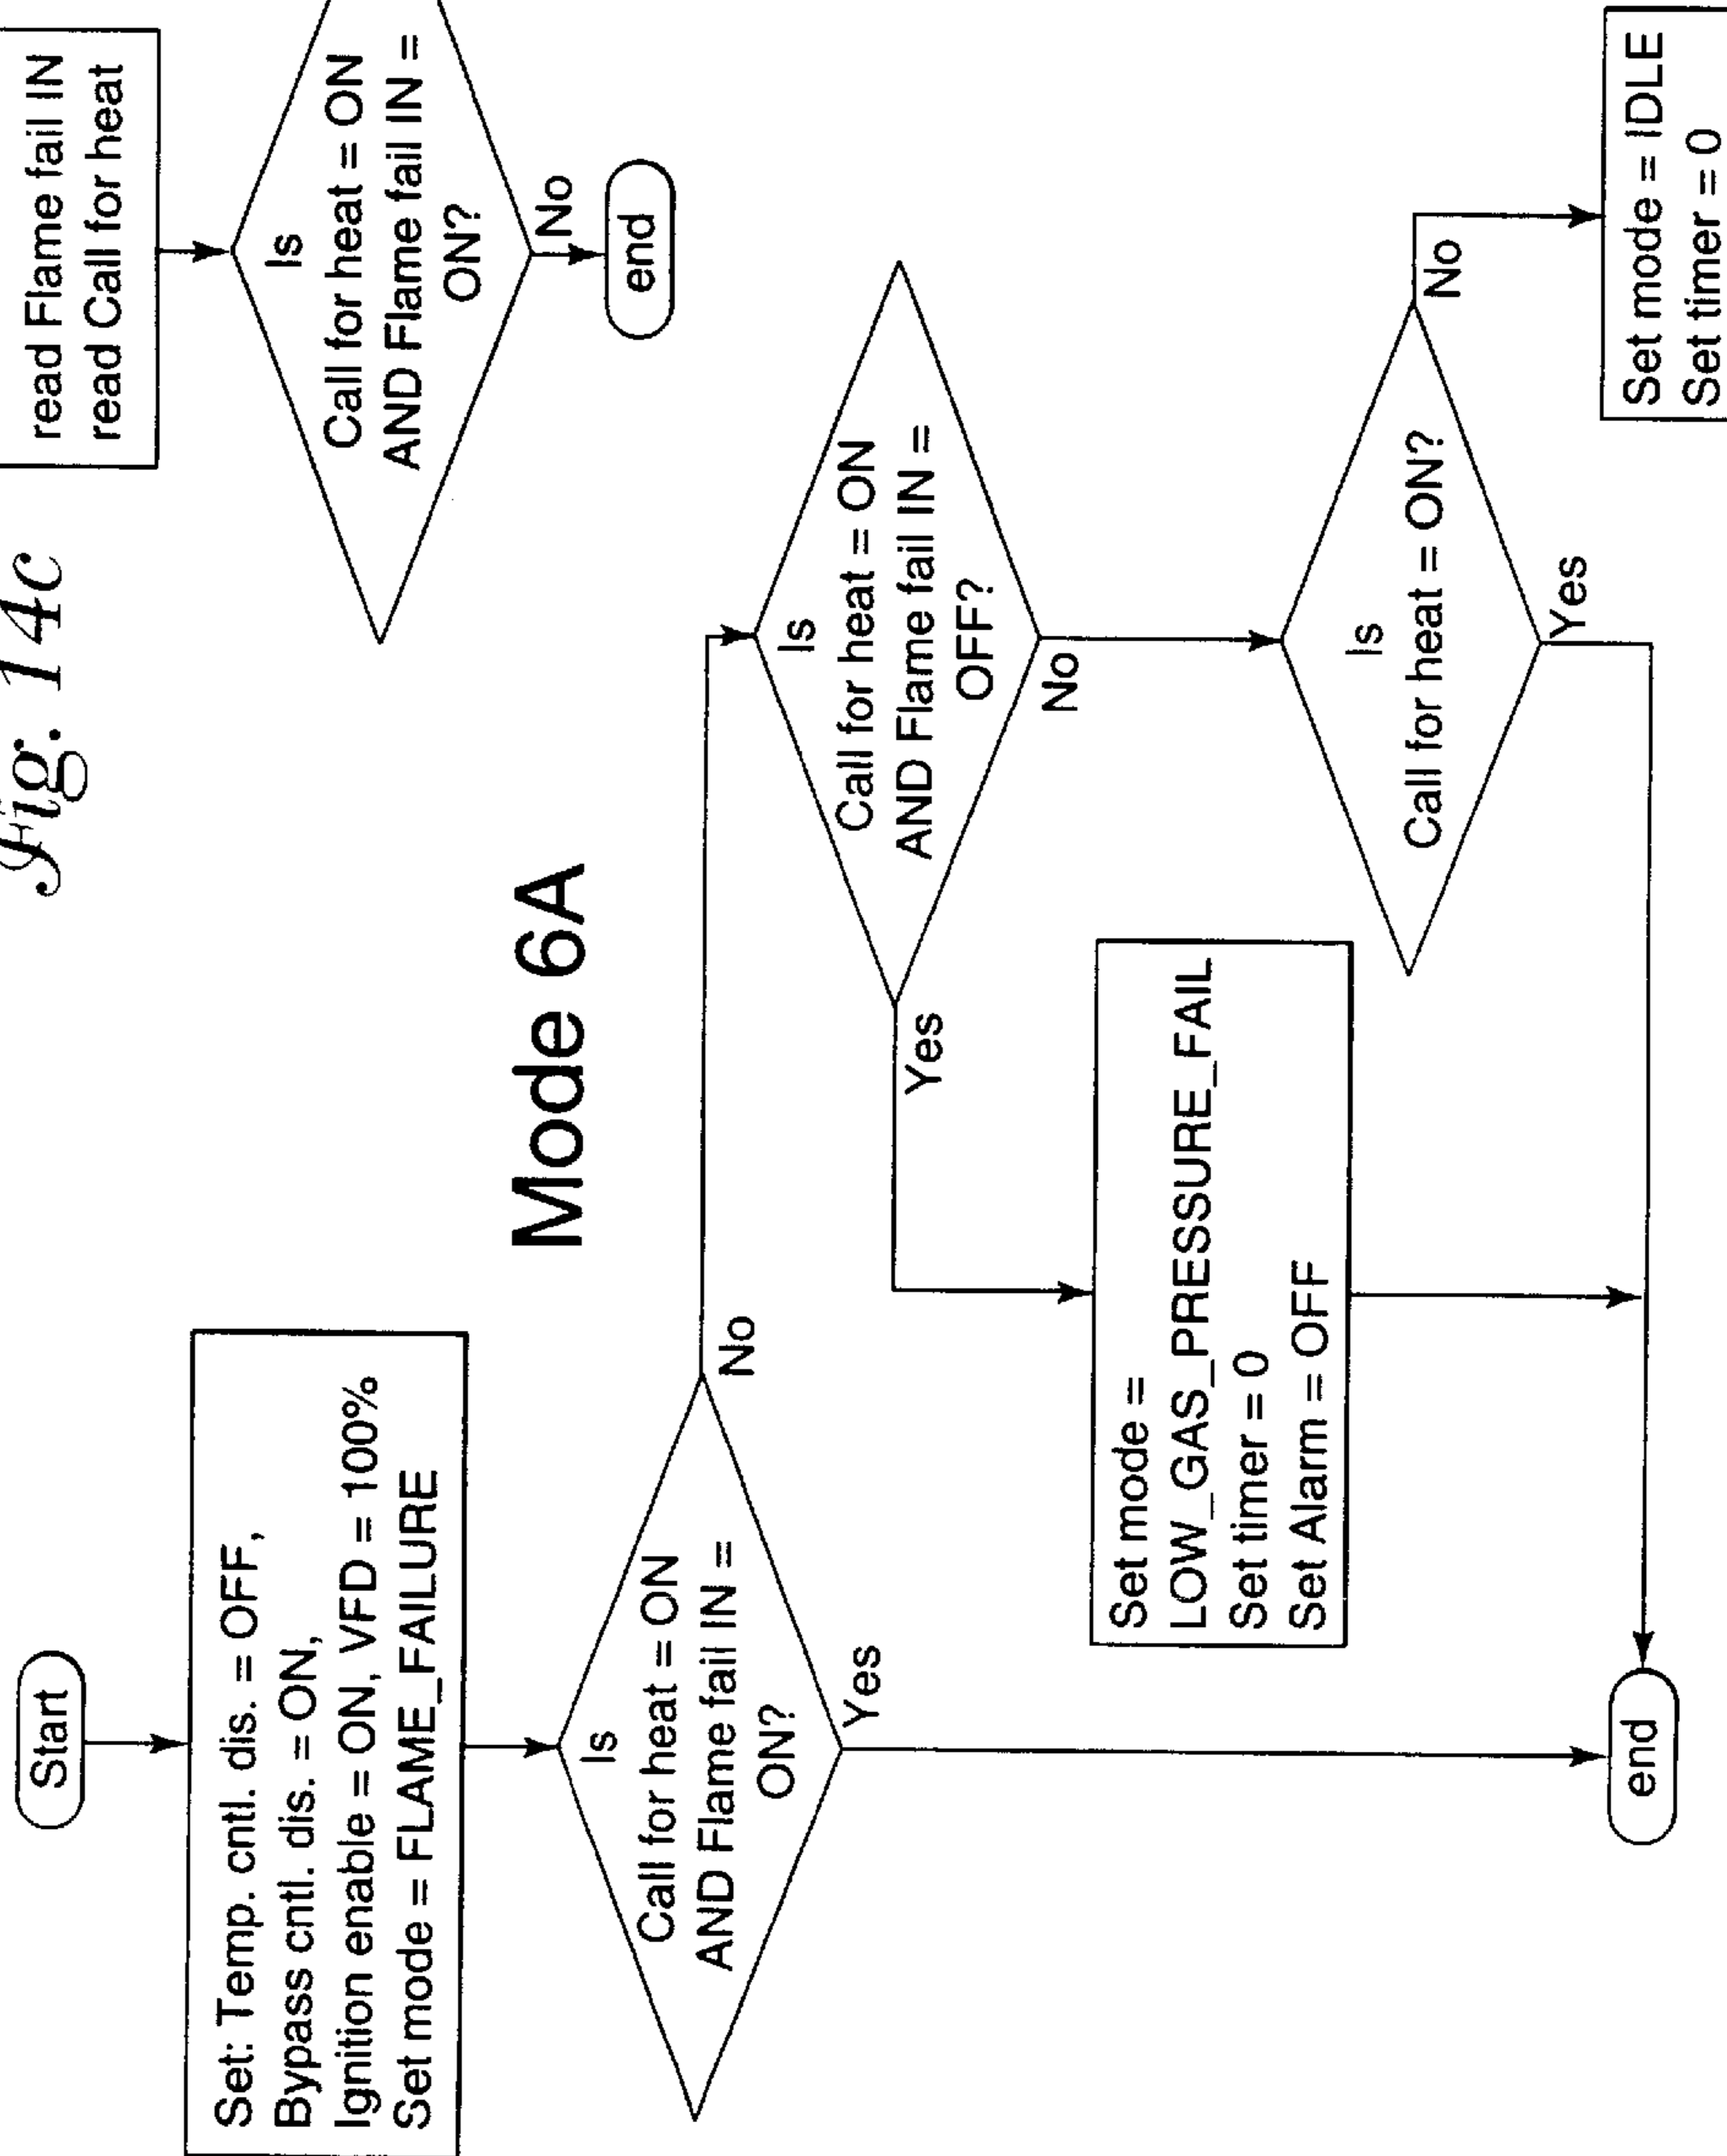 Fig. 14c
Mode 6A
Start
Set: Temp. cntl. dis. = OFF,
Bypass cntl. dis. = ON,
Ignition enable = ON, VFD = 100%
Set mode = FLAME_FAILURE
Is
Call for heat = ON
AND Flame fail IN =
ON?
No
Yes
Is
Call for heat = ON
AND Flame fail IN =
OFF?
Yes
No
Set mode =
LOW_GAS_PRESSURE_FAIL
Set timer = 0
Set Alarm = OFF
Is
Call for heat = ON?
No
Yes
Set mode = IDLE
Set timer = 0
end
read Flame fail IN
read Call for heat
Is
Call for heat = ON
AND Flame fail IN =
ON?
No
end